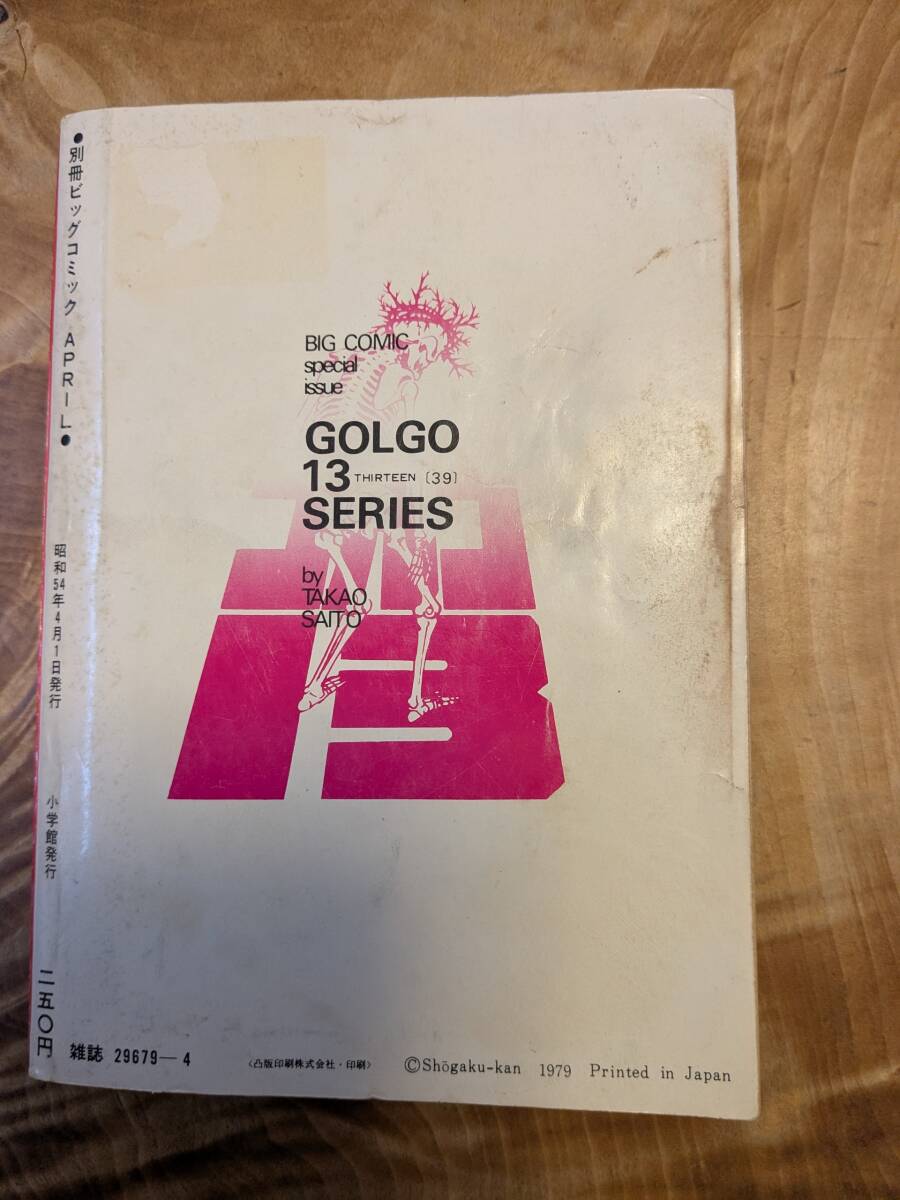 ●別冊ビッグコミック APRIL●
昭和54年4月1日発行
小学館発行
二五〇円
BIG COMIC
special
issue
GOLGO
13 THIRTEEN [39]
SERIES
by
TAKAO
SAITO
雑誌 29679—4
〈凸版印刷株式会社・印刷〉
©Shōgaku-kan 1979 Printed in Japan